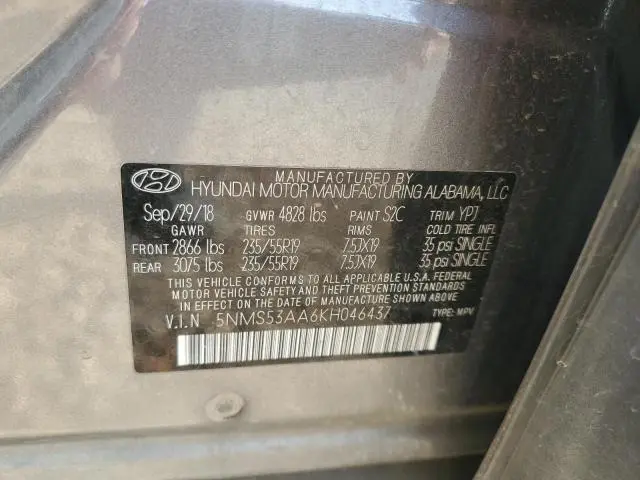 MANUFACTURED BY
HYUNDAI MOTOR MANUFACTURING ALABAMA, LLC
Sep/29/18 GVWR 4828 lbs PAINT S2C TRIM YPJ
GAWR TIRES RIMS COLD TIRE INFL
FRONT 2866 lbs 235/55R19 7.5JX19 35 psi SINGLE
REAR 3075 lbs 235/55R19 7.5JX19 35 psi SINGLE
THIS VEHICLE CONFORMS TO ALL APPLICABLE U.S.A. FEDERAL
MOTOR VEHICLE SAFETY AND THEFT PREVENTION STANDARDS
IN EFFECT ON THE DATE OF MANUFACTURE SHOWN ABOVE.
V.I.N 5NMS53AA6KH046437 TYPE: MPV